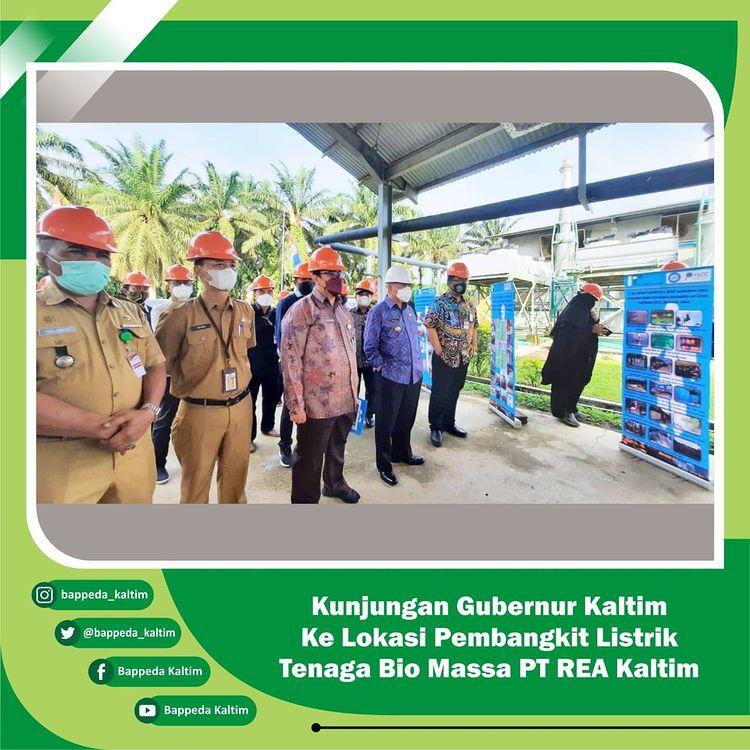 bappeda_kaltim
@bappeda_kaltim
Bappeda Kaltim
Bappeda Kaltim
Kunjungan Gubernur Kaltim
Ke Lokasi Pembangkit Listrik
Tenaga Bio Massa PT REA Kaltim